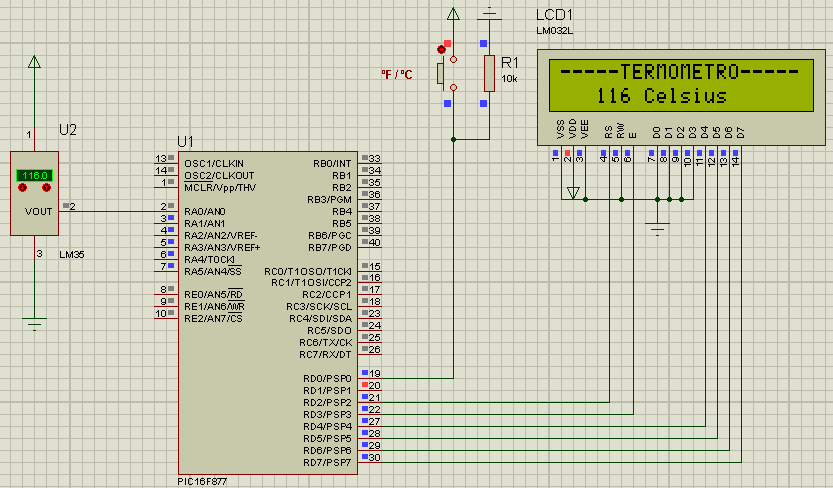 LCD1
LM032L
-----TERMOMETRO-----
116 Celsius
VSS
VDD
VEE
RS
RW
E
D0
D1
D2
D3
D4
D5
D6
D7
1
2
3
4
5
6
7
8
9
10
11
12
13
14
ºF / ºC
R1
10k
U2
1
116.0
VOUT
2
3
LM35
U1
13 OSC1/CLKIN RB0/INT 33
14 OSC2/CLKOUT RB1 34
1 MCLR/Vpp/THV RB2 35
RB3/PGM 36
2 RA0/AN0 RB4 37
3 RA1/AN1 RB5 38
4 RA2/AN2/VREF- RB6/PGC 39
5 RA3/AN3/VREF+ RB7/PGD 40
6 RA4/T0CKI
7 RA5/AN4/SS RC0/T1OSO/T1CKI 15
RC1/T1OSI/CCP2 16
8 RE0/AN5/RD RC2/CCP1 17
9 RE1/AN6/WR RC3/SCK/SCL 18
10 RE2/AN7/CS RC4/SDI/SDA 23
RC5/SDO 24
RC6/TX/CK 25
RC7/RX/DT 26
RD0/PSP0 19
RD1/PSP1 20
RD2/PSP2 21
RD3/PSP3 22
RD4/PSP4 27
RD5/PSP5 28
RD6/PSP6 29
RD7/PSP7 30
PIC16F877